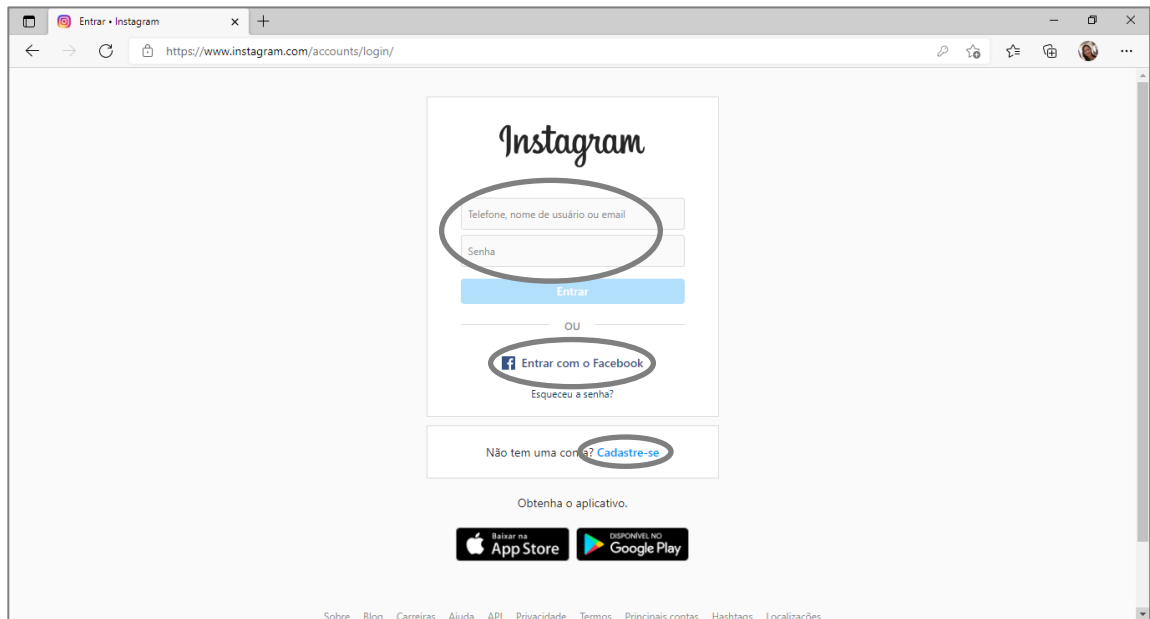 Entrar • Instagram
https://www.instagram.com/accounts/login/
Instagram
Telefone, nome de usuário ou email
Senha
Entrar
OU
Entrar com o Facebook
Esqueceu a senha?
Não tem uma conta? Cadastre-se
Obtenha o aplicativo.
Baixar na
App Store
DISPONÍVEL NO
Google Play
Sobre Blog Carreiras Ajuda API Privacidade Termos Principais contas Hashtags Localizações